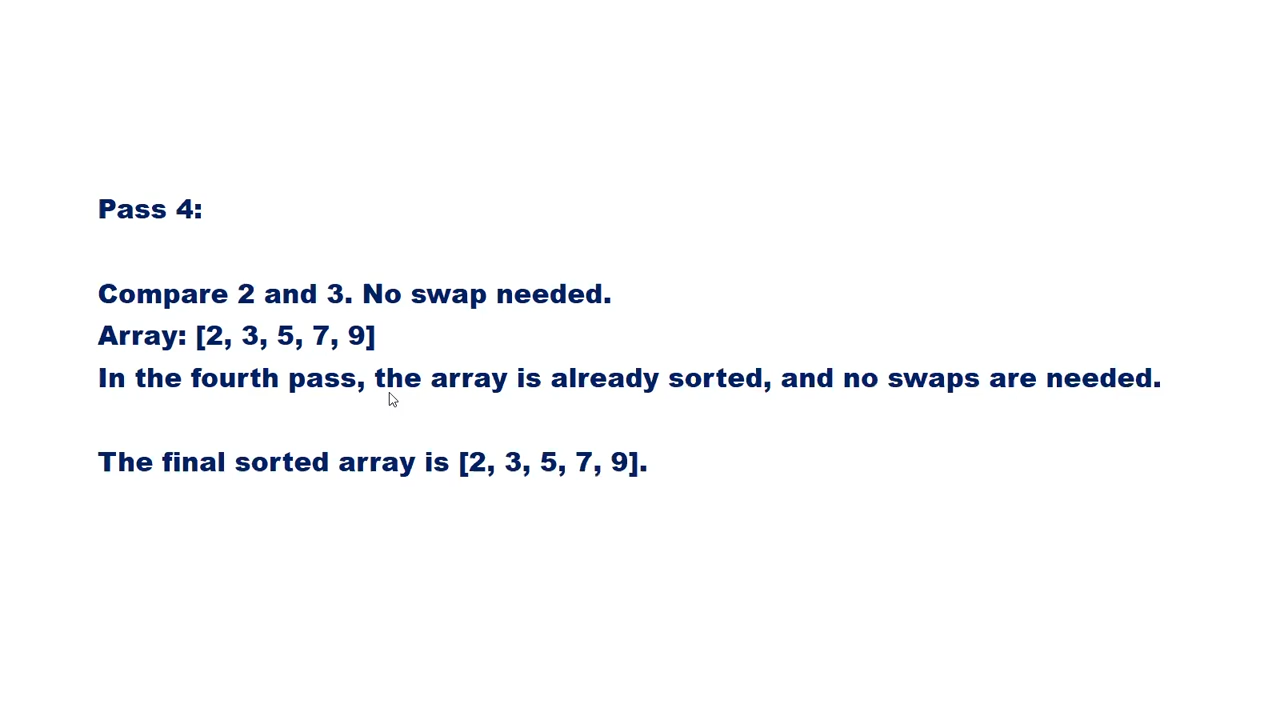 Pass 4:
Compare 2 and 3. No swap needed.
Array: [2, 3, 5, 7, 9]
In the fourth pass, the array is already sorted, and no swaps are needed.
The final sorted array is [2, 3, 5, 7, 9].